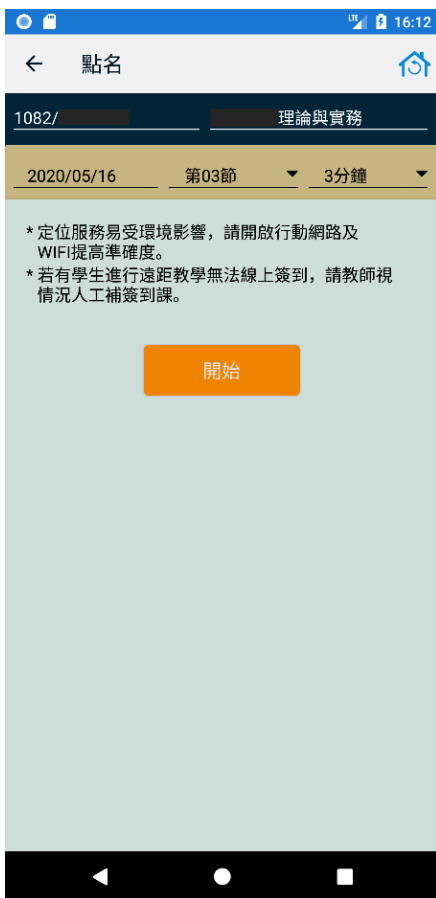 LTE 16:12
點名
1082/
理論與實務
2020/05/16 第03節 3分鐘
* 定位服務易受環境影響，請開啟行動網路及
WIFI提高準確度。
* 若有學生進行遠距教學無法線上簽到，請教師視
情況人工補簽到課。
開始